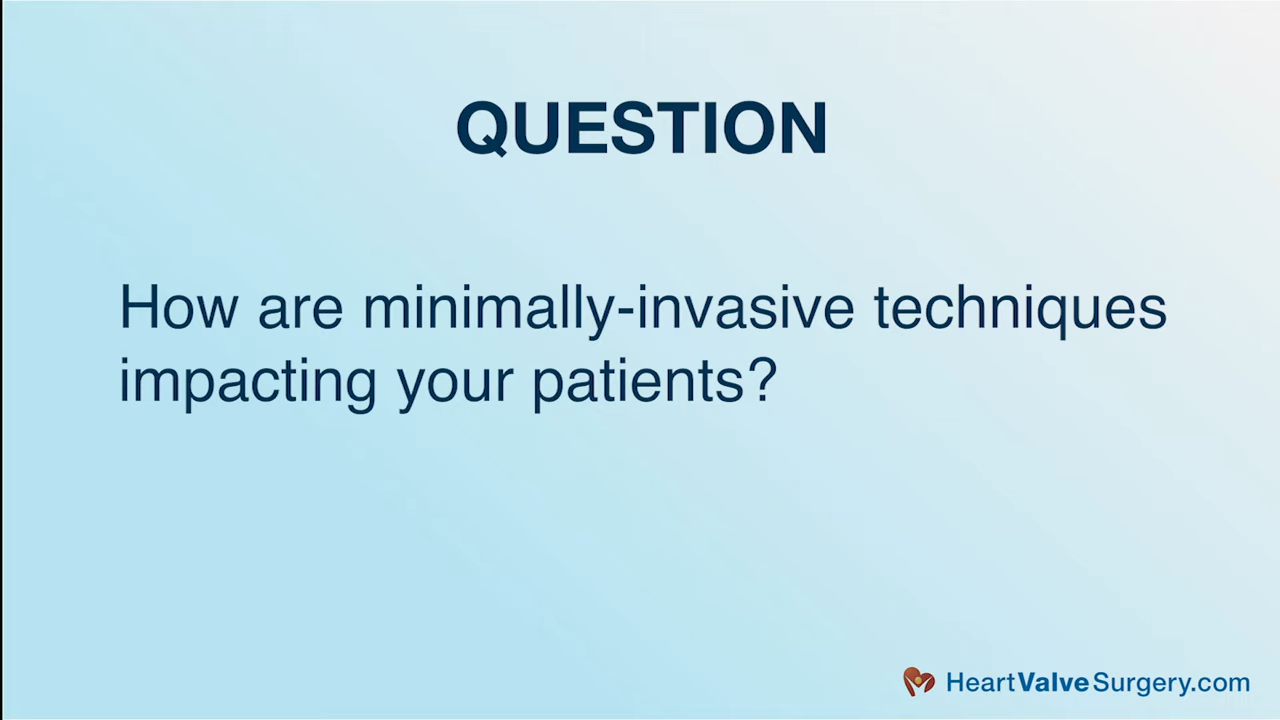 QUESTION
How are minimally-invasive techniques
impacting your patients?
HeartValveSurgery.com